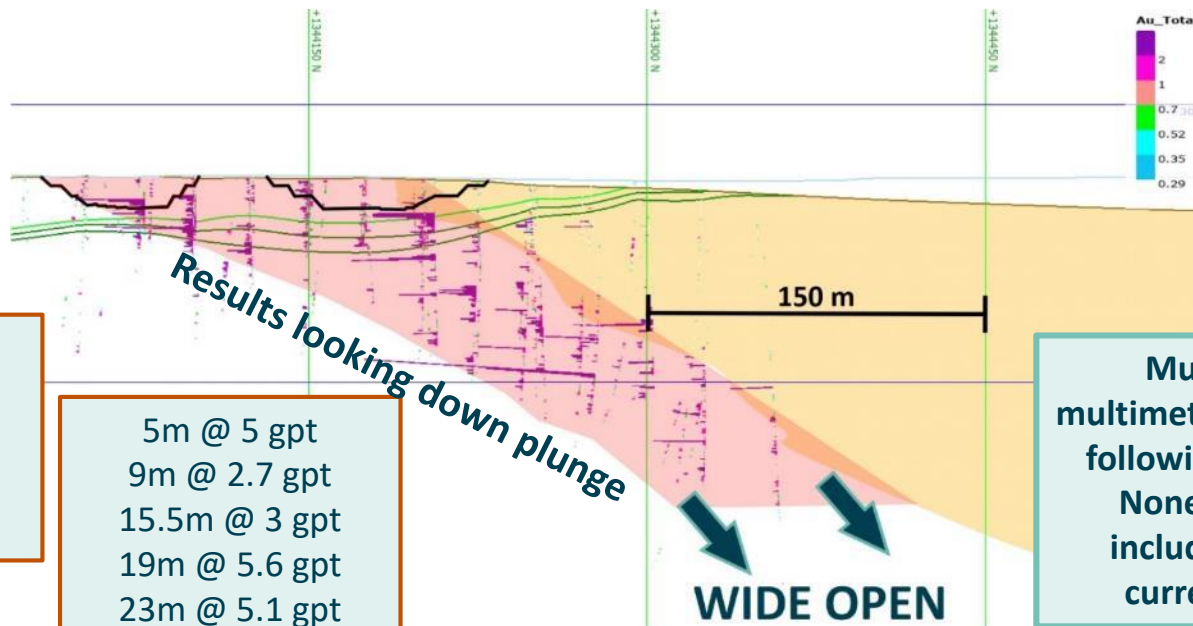 +1344150 N
+1344300 N
+1344450 N
Au_Tota
2
1
0.7
0.52
0.35
0.29
150 m
Results looking down plunge
5m @ 5 gpt
9m @ 2.7 gpt
15.5m @ 3 gpt
19m @ 5.6 gpt
23m @ 5.1 gpt
WIDE OPEN
Mu
multimet
followi
None
includ
curre